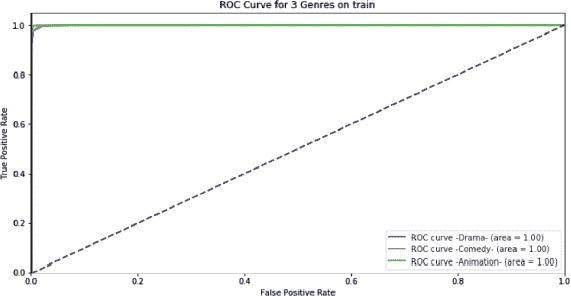 ROC Curve for 3 Genres on train
True Positive Rate
1.0
0.8
0.6
0.4
0.2
0.0
ROC curve -Drama- (area = 1.00)
ROC curve -Comedy- (area = 1.00)
ROC curve -Animation- (area = 1.00)
0.0 0.2 0.4 0.6 0.8 1.0
False Positive Rate